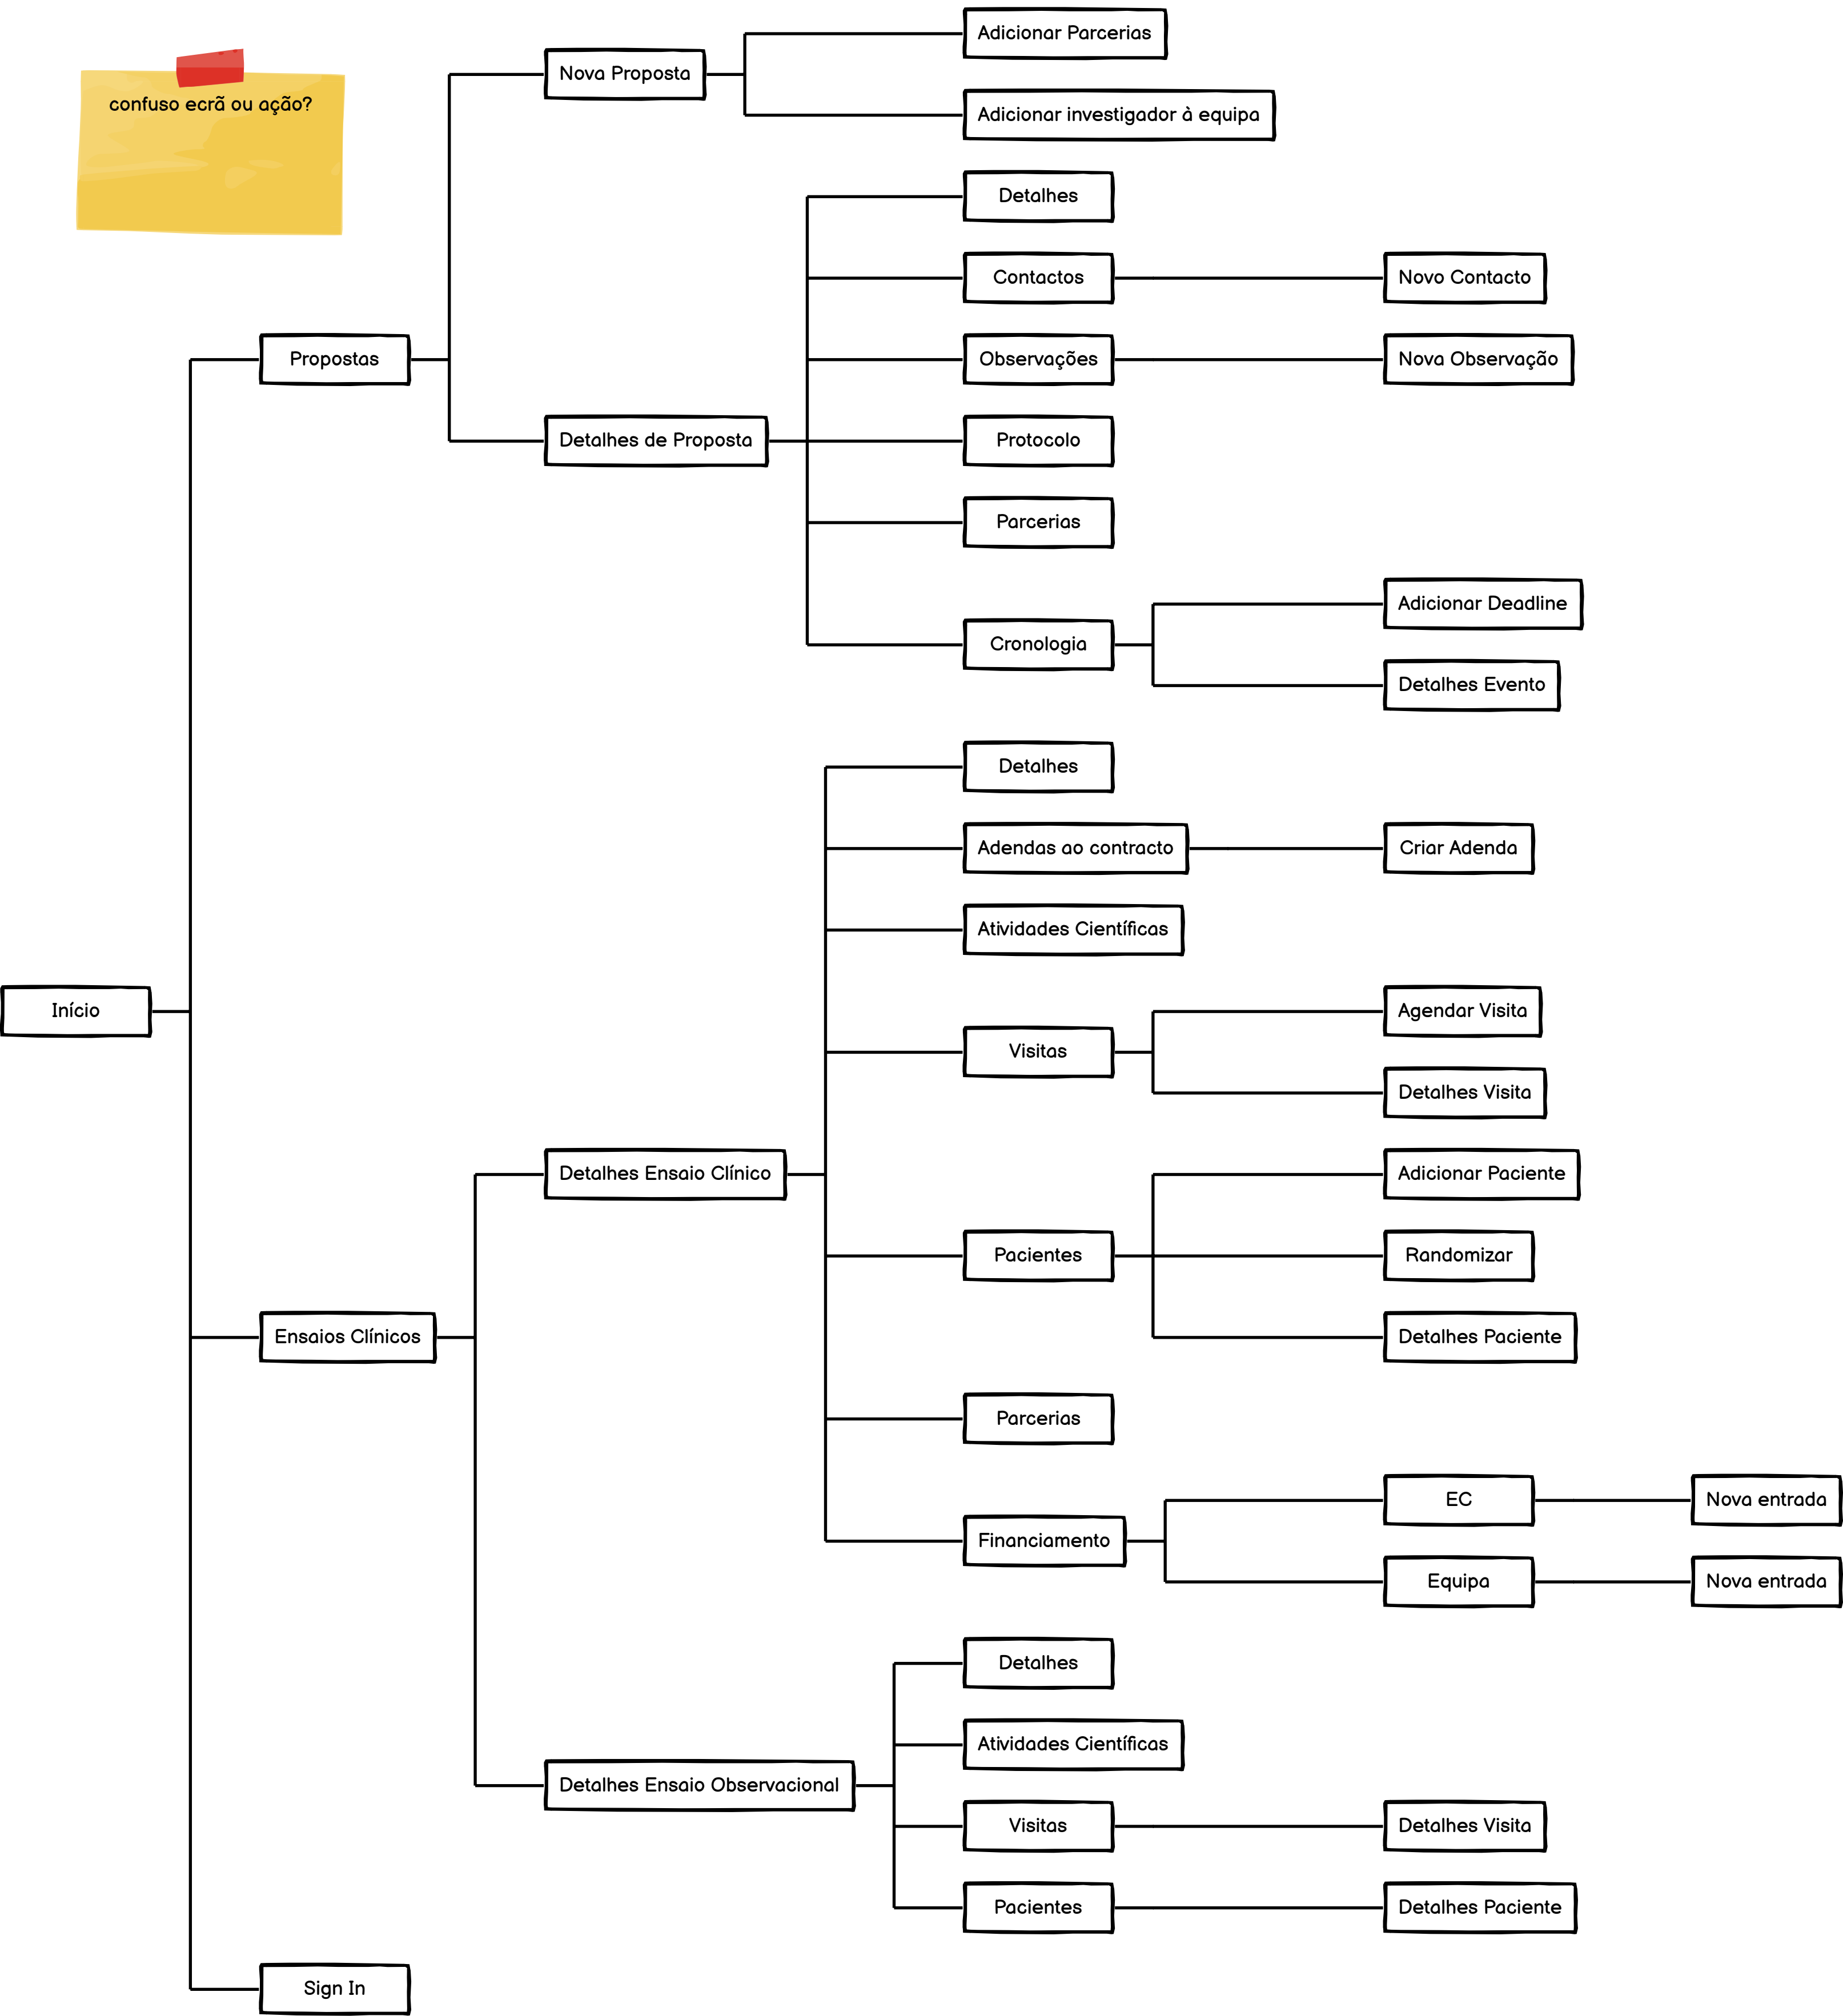 confuso ecrã ou ação?
Adicionar Parcerias
Nova Proposta
Adicionar investigador à equipa
Detalhes
Contactos
Novo Contacto
Propostas
Observações
Nova Observação
Detalhes de Proposta
Protocolo
Parcerias
Adicionar Deadline
Cronologia
Detalhes Evento
Detalhes
Adendas ao contracto
Criar Adenda
Atividades Científicas
Início
Agendar Visita
Visitas
Detalhes Visita
Detalhes Ensaio Clínico
Adicionar Paciente
Pacientes
Randomizar
Ensaios Clínicos
Detalhes Paciente
Parcerias
EC
Nova entrada
Financiamento
Equipa
Nova entrada
Detalhes
Atividades Científicas
Detalhes Ensaio Observacional
Visitas
Detalhes Visita
Pacientes
Detalhes Paciente
Sign In